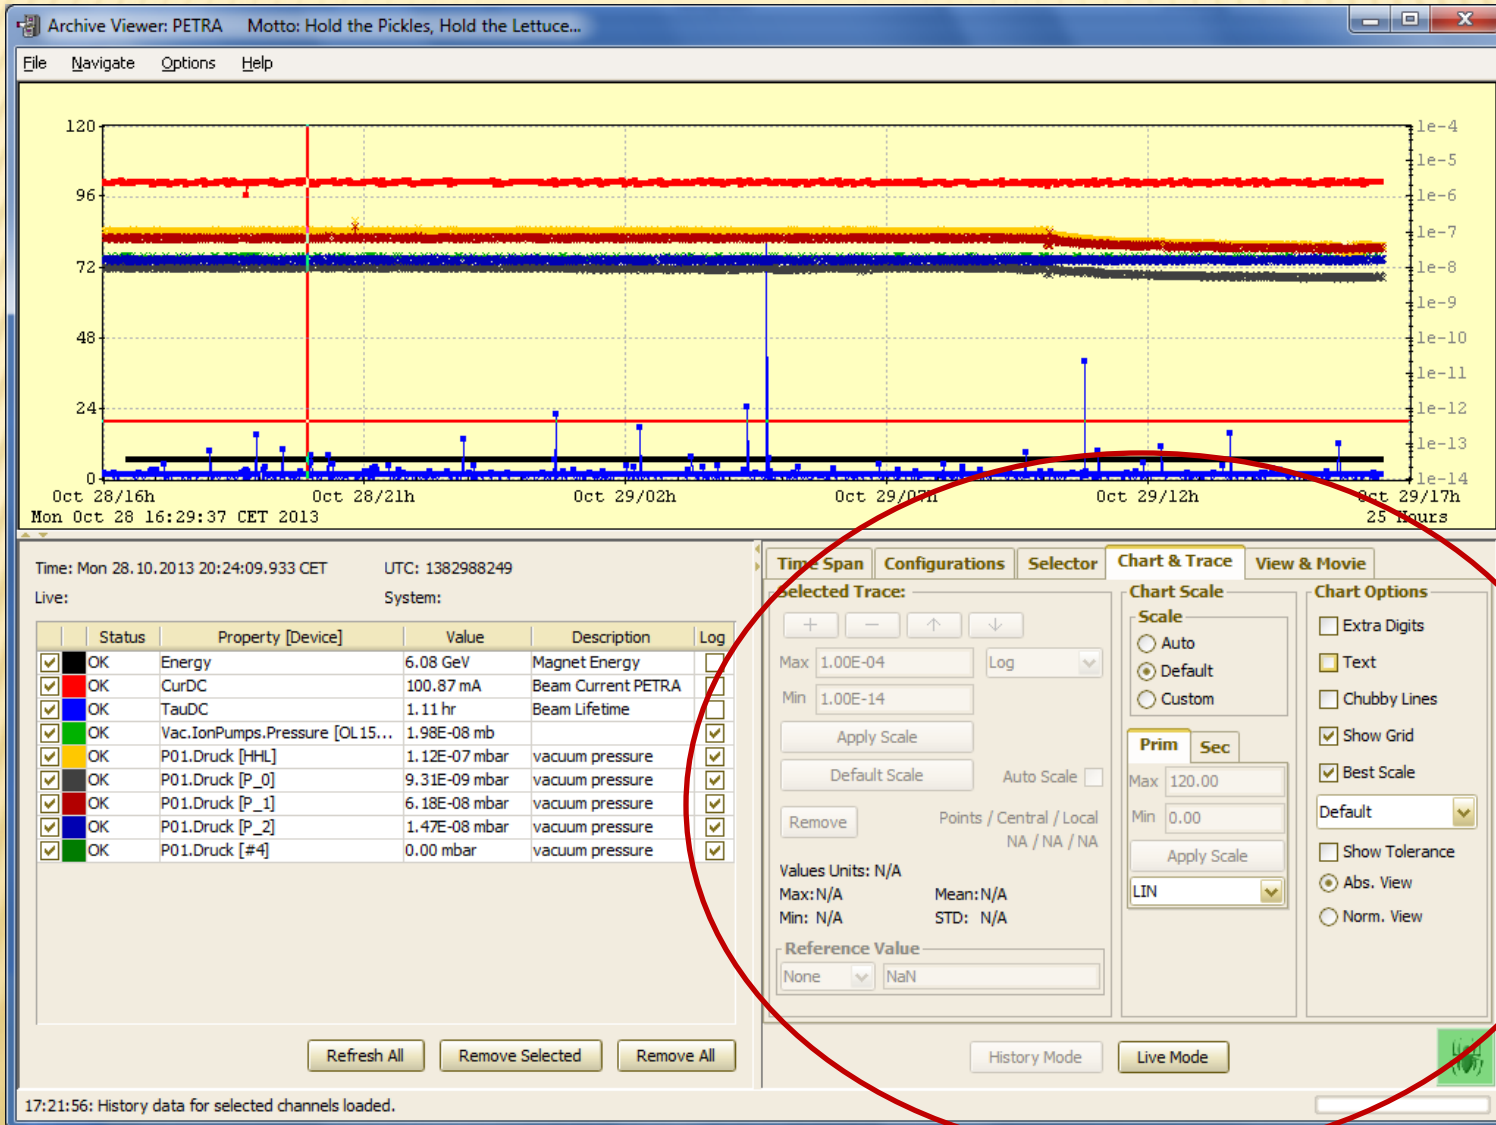 Archive Viewer: PETRA Motto: Hold the Pickles, Hold the Lettuce...
File Navigate Options Help
120
96
72
48
24
0
1e-4
1e-5
1e-6
1e-7
1e-8
1e-9
1e-10
1e-11
1e-12
1e-13
1e-14
Oct 28/16h Oct 28/21h Oct 29/02h Oct 29/07h Oct 29/12h Oct 29/17h
Mon Oct 28 16:29:37 CET 2013 25 Hours
Time: Mon 28.10.2013 20:24:09.933 CET UTC: 1382988249
Live: System:
Status Property [Device] Value Description Log
OK Energy 6.08 GeV Magnet Energy
OK CurDC 100.87 mA Beam Current PETRA
OK TauDC 1.11 hr Beam Lifetime
OK Vac.IonPumps.Pressure [OL15... 1.98E-08 mb
OK P01.Druck [HHL] 1.12E-07 mbar vacuum pressure
OK P01.Druck [P_0] 9.31E-09 mbar vacuum pressure
OK P01.Druck [P_1] 6.18E-08 mbar vacuum pressure
OK P01.Druck [P_2] 1.47E-08 mbar vacuum pressure
OK P01.Druck [#4] 0.00 mbar vacuum pressure
Refresh All Remove Selected Remove All
Time Span Configurations Selector Chart & Trace View & Movie
Selected Trace:
+ − ↑ ↓
Max 1.00E-04 Log
Min 1.00E-14
Apply Scale
Default Scale Auto Scale
Remove Points / Central / Local
NA / NA / NA
Values Units: N/A
Max: N/A Mean: N/A
Min: N/A STD: N/A
Reference Value
None NaN
Chart Scale
Scale
Auto
Default
Custom
Prim Sec
Max 120.00
Min 0.00
Apply Scale
LIN
Chart Options
Extra Digits
Text
Chubby Lines
Show Grid
Best Scale
Default
Show Tolerance
Abs. View
Norm. View
History Mode Live Mode
17:21:56: History data for selected channels loaded.